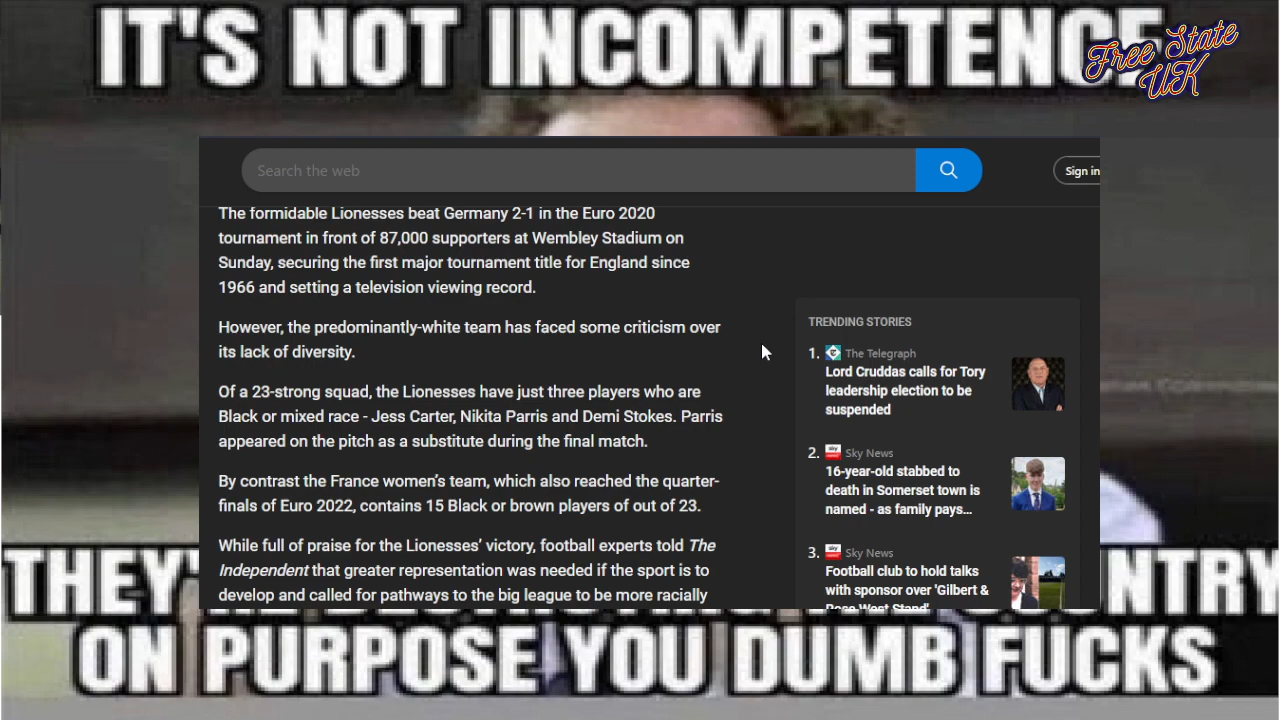 IT'S NOT INCOMPETENCE
Free State
UK
Search the web
Sign in
The formidable Lionesses beat Germany 2-1 in the Euro 2020
tournament in front of 87,000 supporters at Wembley Stadium on
Sunday, securing the first major tournament title for England since
1966 and setting a television viewing record.
However, the predominantly-white team has faced some criticism over
its lack of diversity.
Of a 23-strong squad, the Lionesses have just three players who are
Black or mixed race - Jess Carter, Nikita Parris and Demi Stokes. Parris
appeared on the pitch as a substitute during the final match.
By contrast the France women's team, which also reached the quarter-
finals of Euro 2022, contains 15 Black or brown players of out of 23.
While full of praise for the Lionesses' victory, football experts told The
Independent that greater representation was needed if the sport is to
develop and called for pathways to the big league to be more racially
TRENDING STORIES
1. The Telegraph
Lord Cruddas calls for Tory
leadership election to be
suspended
2. Sky News
16-year-old stabbed to
death in Somerset town is
named - as family pays...
3. Sky News
Football club to hold talks
with sponsor over 'Gilbert &
Rose West Stand'
ON PURPOSE YOU DUMB FUCKS